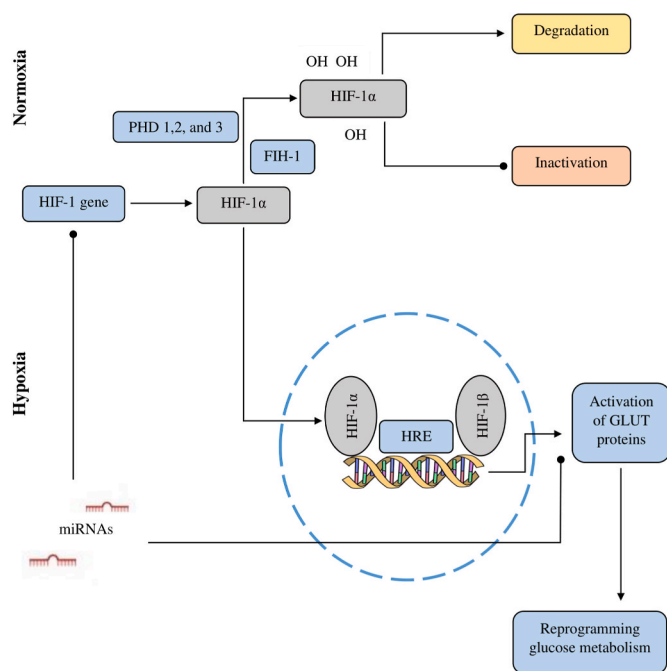 Normoxia
Degradation
OH OH
HIF-1α
PHD 1,2, and 3
OH
FIH-1
Inactivation
HIF-1 gene
HIF-1α
Hypoxia
HIF-1α
HIF-1β
HRE
Activation
of GLUT
proteins
miRNAs
Reprogramming
glucose metabolism